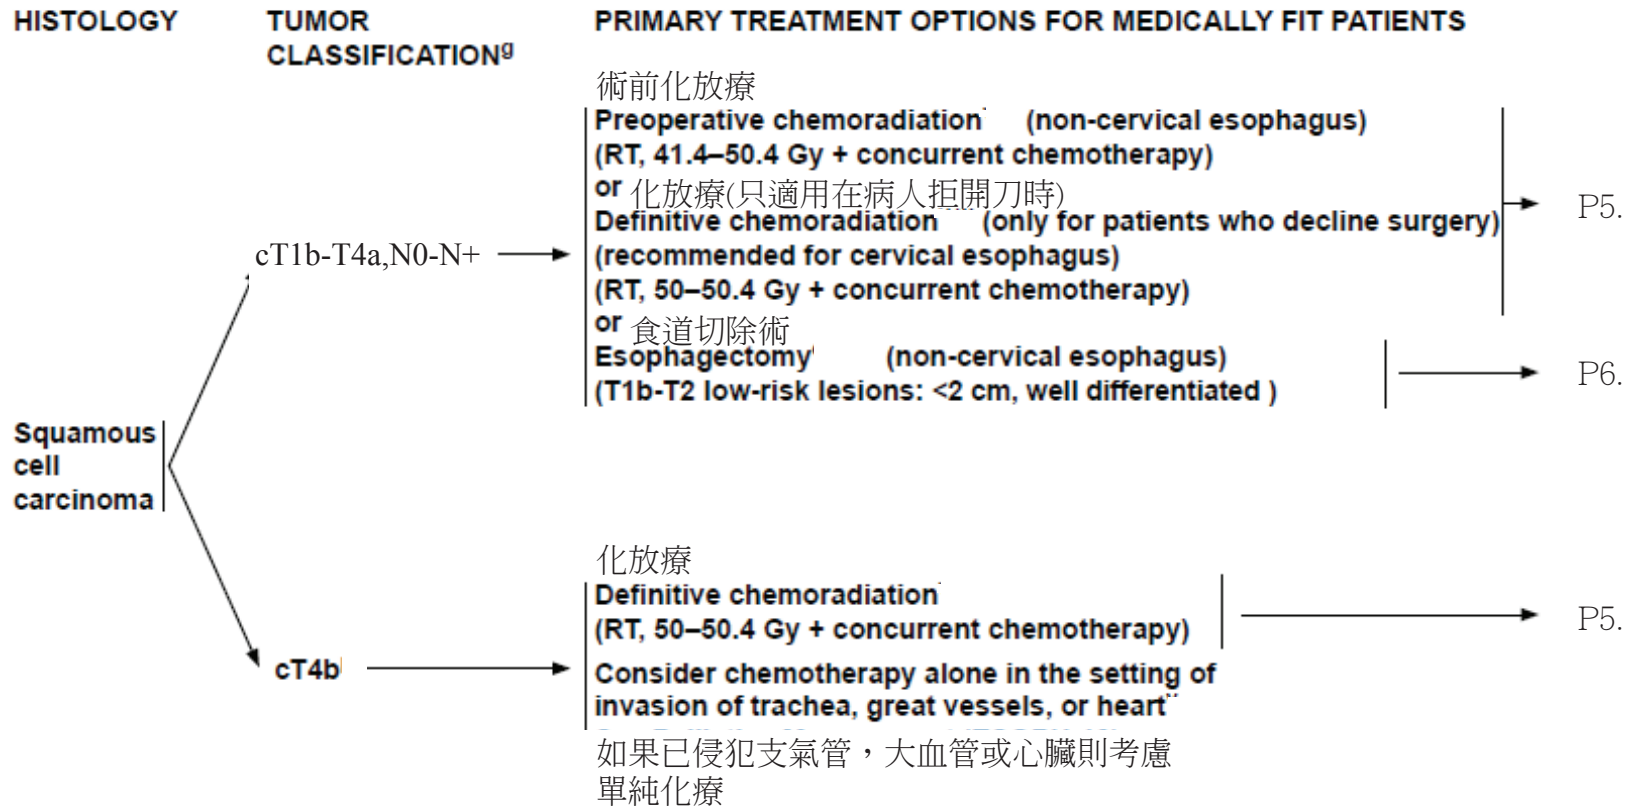 HISTOLOGY
TUMOR
CLASSIFICATIONg
PRIMARY TREATMENT OPTIONS FOR MEDICALLY FIT PATIENTS
術前化放療
Preoperative chemoradiation (non-cervical esophagus)
(RT, 41.4–50.4 Gy + concurrent chemotherapy)
or 化放療(只適用在病人拒開刀時)
Definitive chemoradiation (only for patients who decline surgery)
(recommended for cervical esophagus)
(RT, 50–50.4 Gy + concurrent chemotherapy)
or 食道切除術
Esophagectomy (non-cervical esophagus)
(T1b-T2 low-risk lesions: <2 cm, well differentiated )
P5.
P6.
cT1b-T4a,N0-N+
Squamous
cell
carcinoma
cT4b
化放療
Definitive chemoradiation
(RT, 50–50.4 Gy + concurrent chemotherapy)
Consider chemotherapy alone in the setting of
invasion of trachea, great vessels, or heart
如果已侵犯支氣管，大血管或心臟則考慮
單純化療
P5.